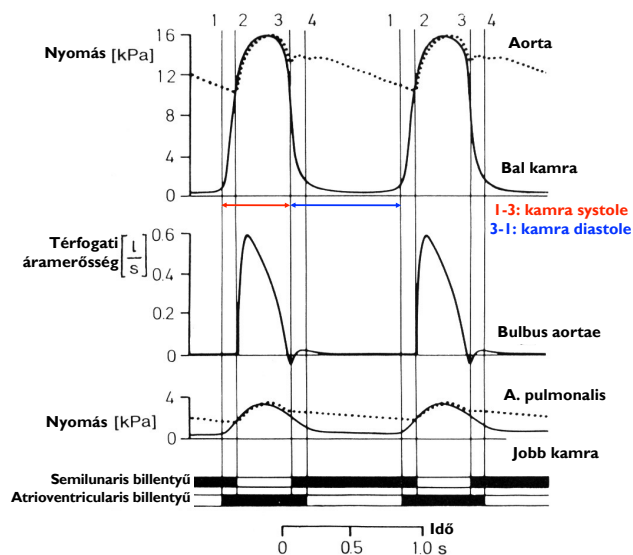 1 2 3 4 1 2 3 4
Nyomás [kPa]
16
12
8
4
0
Aorta
Bal kamra
1-3: kamra systole
3-1: kamra diastole
Térfogati
áramerősség [l/s]
0.6
0.4
0.2
0
Bulbus aortae
Nyomás [kPa]
4
0
A. pulmonalis
Jobb kamra
Semilunaris billentyű
Atrioventricularis billentyű
Idő
0 0.5 1.0 s